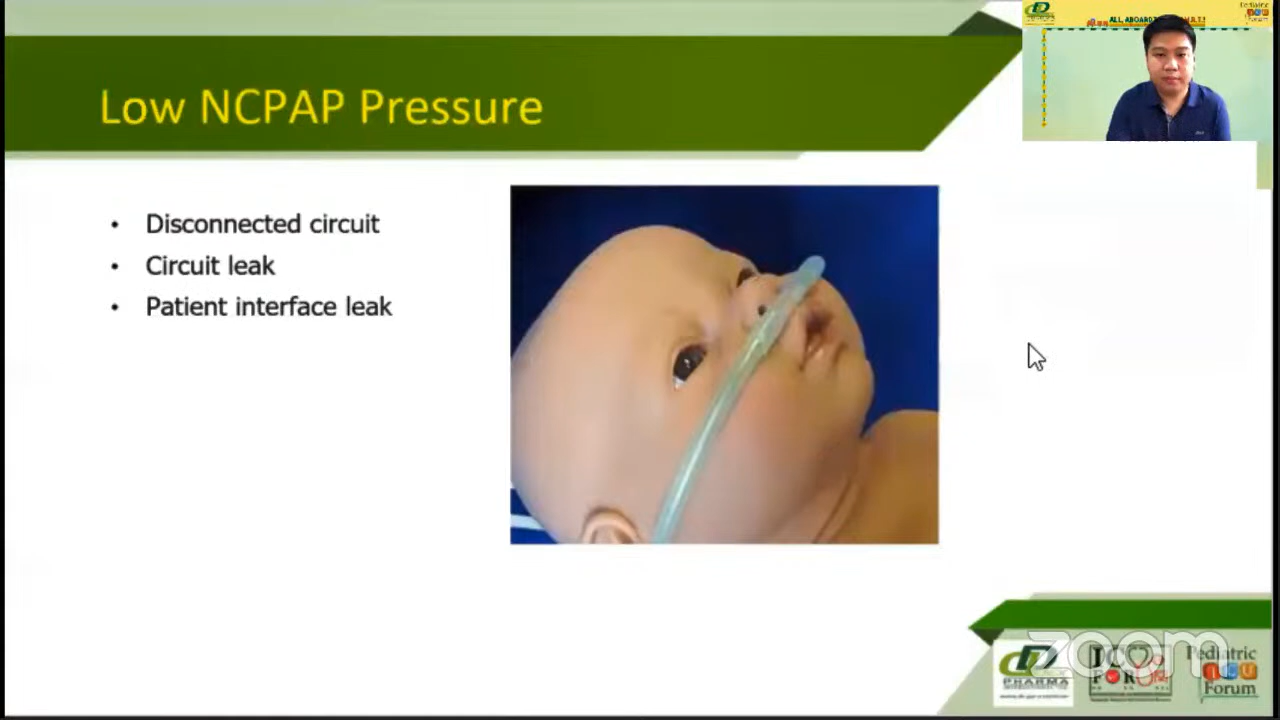 Low NCPAP Pressure
• Disconnected circuit
• Circuit leak
• Patient interface leak
zoom
PHARMA
Pediatric
Forum